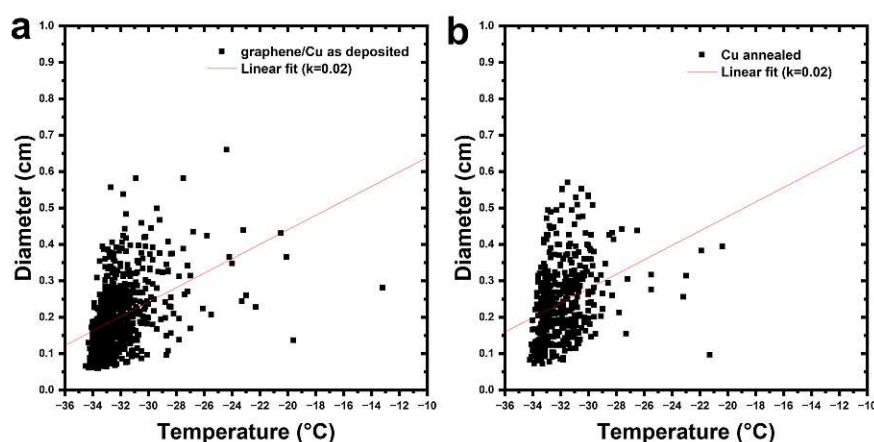 a
1.0
0.9
0.8
0.7
0.6
0.5
0.4
0.3
0.2
0.1
0.0
Diameter (cm)
graphene/Cu as deposited
Linear fit (k=0.02)
−36 −34 −32 −30 −28 −26 −24 −22 −20 −18 −16 −14 −12 −10
Temperature (°C)
b
1.0
0.9
0.8
0.7
0.6
0.5
0.4
0.3
0.2
0.1
0.0
Diameter (cm)
Cu annealed
Linear fit (k=0.02)
−36 −34 −32 −30 −28 −26 −24 −22 −20 −18 −16 −14 −12 −10
Temperature (°C)